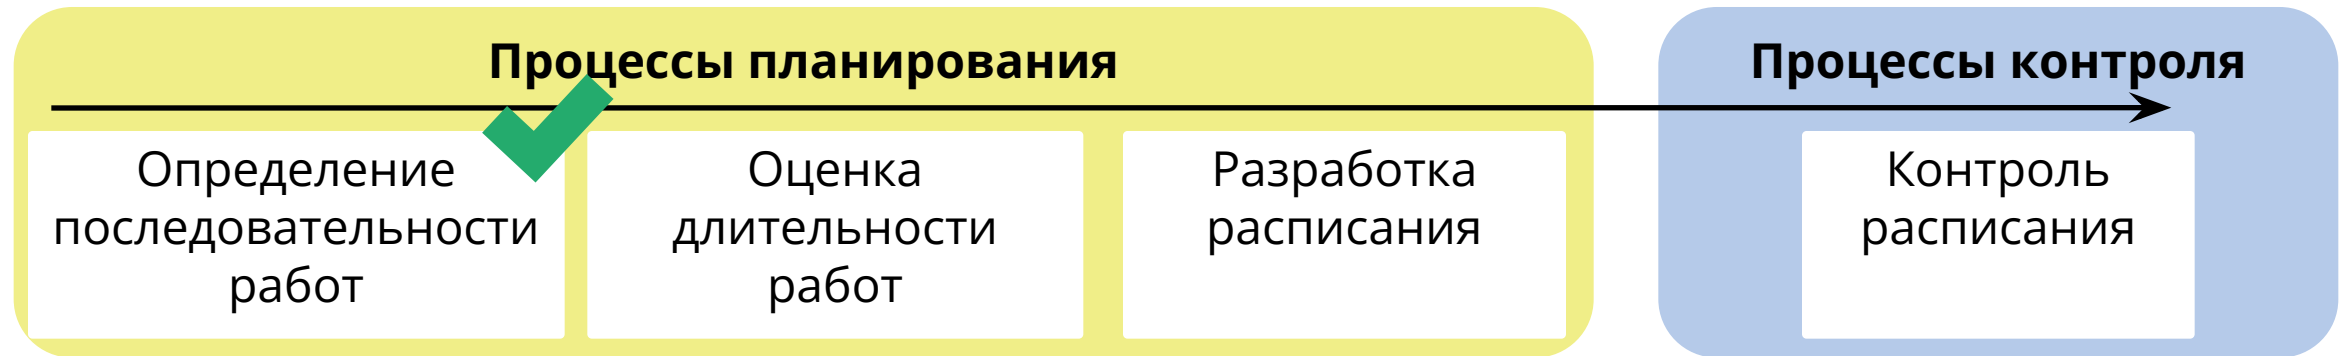 Процессы планирования
Процессы контроля
Определение
последовательности
работ
Оценка
длительности
работ
Разработка
расписания
Контроль
расписания